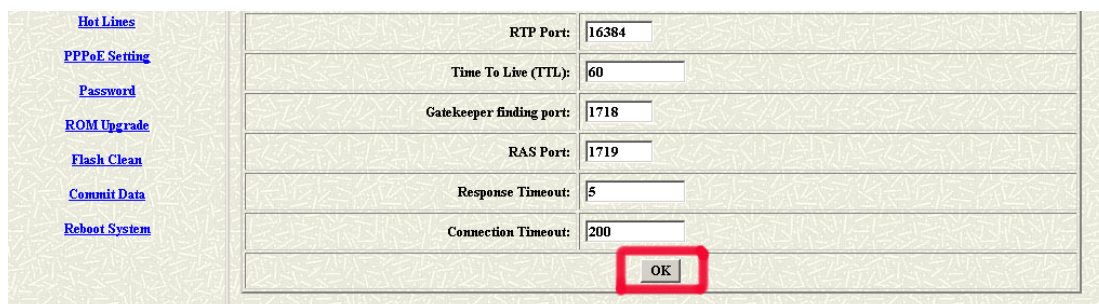 Hot Lines
PPPoE Setting
Password
ROM Upgrade
Flash Clean
Commit Data
Reboot System
RTP Port: 16384
Time To Live (TTL): 60
Gatekeeper finding port: 1718
RAS Port: 1719
Response Timeout: 5
Connection Timeout: 200
OK